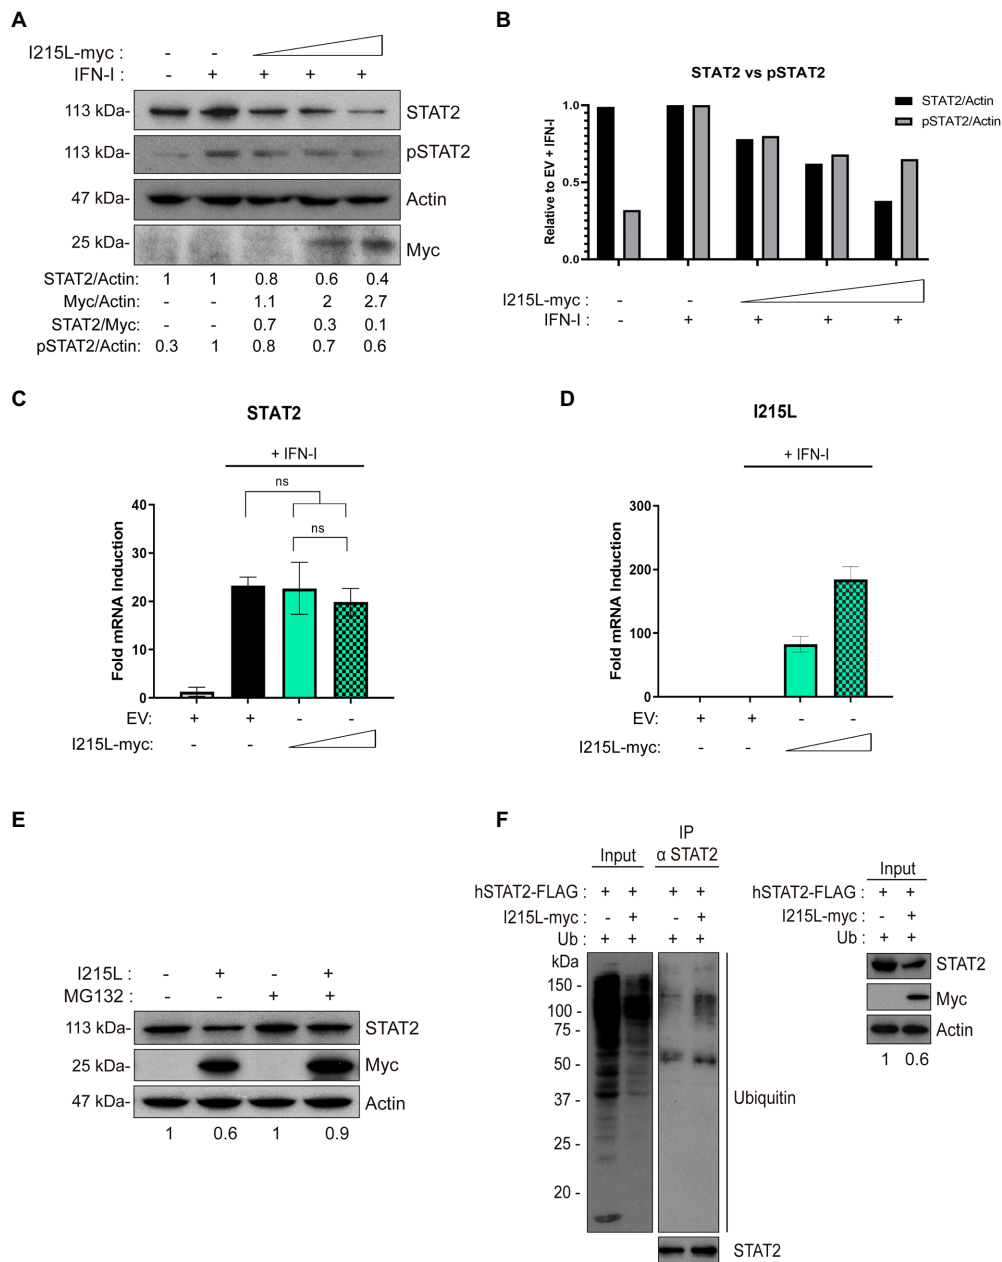 A
I215L-myc : - -
IFN-I : - + + + +
113 kDa- STAT2
113 kDa- pSTAT2
47 kDa- Actin
25 kDa- Myc
STAT2/Actin: 1 1 0.8 0.6 0.4
Myc/Actin: - - 1.1 2 2.7
STAT2/Myc: - - 0.7 0.3 0.1
pSTAT2/Actin: 0.3 1 0.8 0.7 0.6
B
STAT2 vs pSTAT2
STAT2/Actin
pSTAT2/Actin
Relative to EV + IFN-I
1.0
0.5
0.0
I215L-myc : - -
IFN-I : - + + + +
C
STAT2
+ IFN-I
ns
ns
Fold mRNA Induction
40
30
20
10
0
EV: + + - -
I215L-myc: - -
D
I215L
+ IFN-I
Fold mRNA Induction
300
200
100
0
EV: + + - -
I215L-myc: - -
E
I215L : - + - +
MG132 : - - + +
113 kDa- STAT2
25 kDa- Myc
47 kDa- Actin
1 0.6 1 0.9
F
IP
Input α STAT2
hSTAT2-FLAG : + + + +
I215L-myc : - + - +
Ub : + + + +
kDa
150 -
100 -
75 -
50 -
37 -
25 -
20 -
Ubiquitin
STAT2
Input
hSTAT2-FLAG : + +
I215L-myc : - +
Ub : + +
STAT2
Myc
Actin
1 0.6